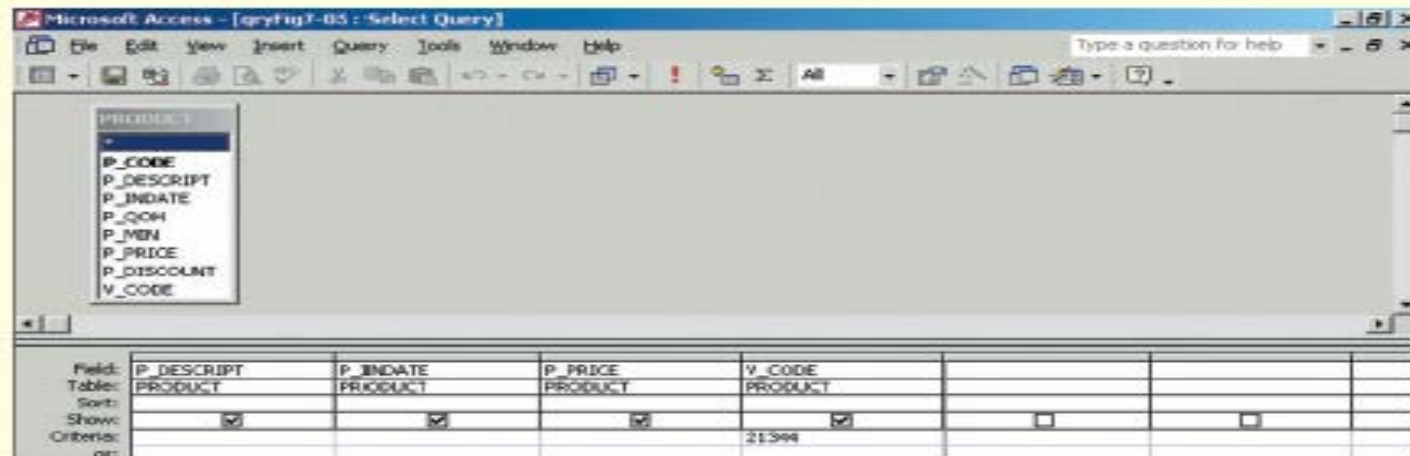 Microsoft Access - [qryFig7-05 : Select Query]
File Edit View Insert Query Tools Window Help Type a question for help
All
PRODUCT
*
P_CODE
P_DESCRIPT
P_INDATE
P_QOH
P_MIN
P_PRICE
P_DISCOUNT
V_CODE
Field: P_DESCRIPT P_INDATE P_PRICE V_CODE
Table: PRODUCT PRODUCT PRODUCT PRODUCT
Sort:
Show:
Criteria: 21344
or: